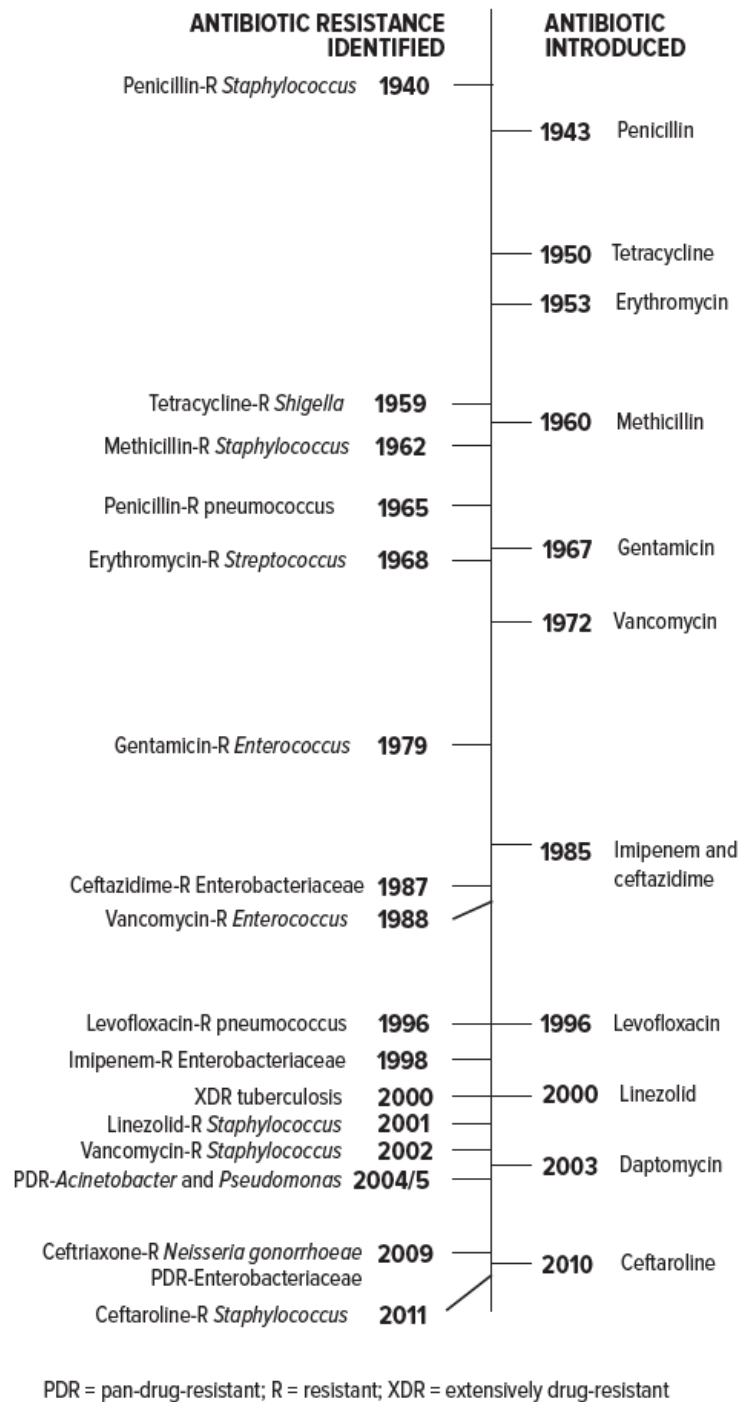 ANTIBIOTIC RESISTANCE
IDENTIFIED
ANTIBIOTIC
INTRODUCED
Penicillin-R Staphylococcus 1940
1943 Penicillin
1950 Tetracycline
1953 Erythromycin
Tetracycline-R Shigella 1959
1960 Methicillin
Methicillin-R Staphylococcus 1962
Penicillin-R pneumococcus 1965
1967 Gentamicin
Erythromycin-R Streptococcus 1968
1972 Vancomycin
Gentamicin-R Enterococcus 1979
1985 Imipenem and
ceftazidime
Ceftazidime-R Enterobacteriaceae 1987
Vancomycin-R Enterococcus 1988
Levofloxacin-R pneumococcus 1996
1996 Levofloxacin
Imipenem-R Enterobacteriaceae 1998
XDR tuberculosis 2000
2000 Linezolid
Linezolid-R Staphylococcus 2001
Vancomycin-R Staphylococcus 2002
2003 Daptomycin
PDR-Acinetobacter and Pseudomonas 2004/5
Ceftriaxone-R Neisseria gonorrhoeae 2009
PDR-Enterobacteriaceae
2010 Ceftaroline
Ceftaroline-R Staphylococcus 2011
PDR = pan-drug-resistant; R = resistant; XDR = extensively drug-resistant